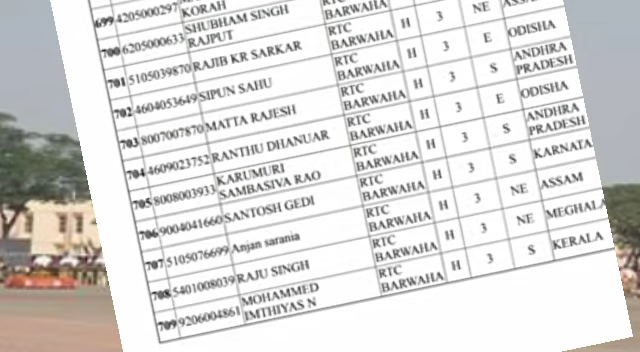 699 4205000297 KORAH
700 6205000633 SHUBHAM SINGH RAJPUT RTC BARWAHA
701 5105039870 RAJIB KR SARKAR RTC BARWAHA H 3 NE
702 4604053649 SIPUN SAHU RTC BARWAHA H 3 E ODISHA
703 8007007870 MATTA RAJESH RTC BARWAHA H 3 S ANDHRA PRADESH
704 4609023752 RANTHU DHANUAR RTC BARWAHA H 3 E ODISHA
705 8008003933 KARUMURI SAMBASIVA RAO RTC BARWAHA H 3 S ANDHRA PRADESH
706 9004041660 SANTOSH GEDI RTC BARWAHA H 3 S KARNATA
707 5105076699 Anjan sarania RTC BARWAHA H 3 NE ASSAM
708 5401008039 RAJU SINGH RTC BARWAHA H 3 NE MEGHALA
709 9206004861 MOHAMMED IMTHIYAS N RTC BARWAHA H 3 S KERALA